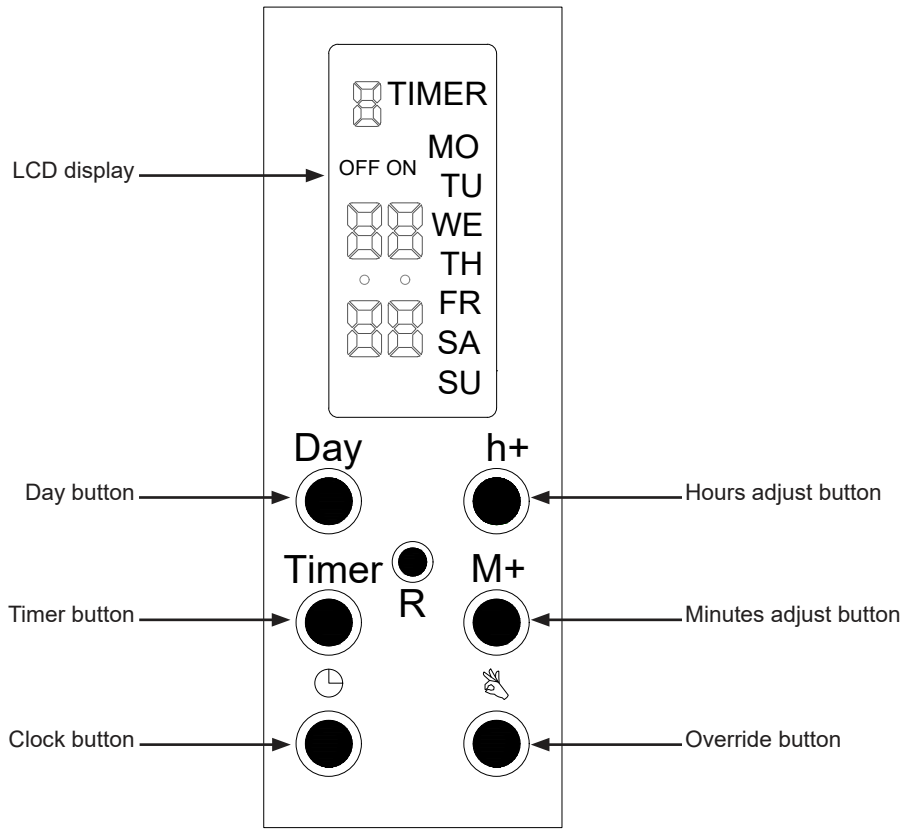 TIMER
MO
LCD display
OFF ON
TU
WE
TH
FR
SA
SU
Day
h+
Day button
Hours adjust button
Timer
M+
R
Timer button
Minutes adjust button
Clock button
Override button